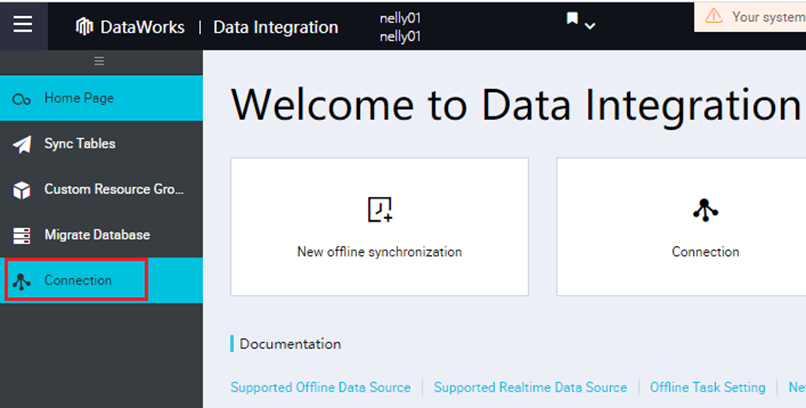 DataWorks | Data Integration
nelly01
nelly01
Your system
Home Page
Sync Tables
Custom Resource Gro...
Migrate Database
Connection
Welcome to Data Integration
New offline synchronization
Connection
Documentation
Supported Offline Data Source | Supported Realtime Data Source | Offline Task Setting | Ne